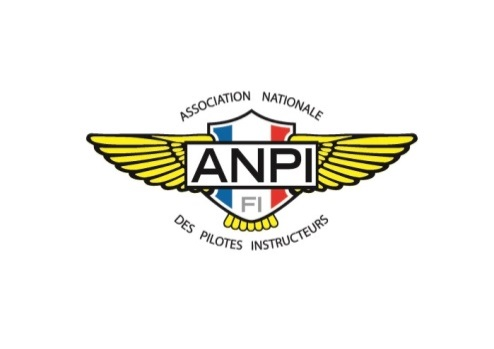 ASSOCIATION NATIONALE
ANPI
FI
DES PILOTES INSTRUCTEURS